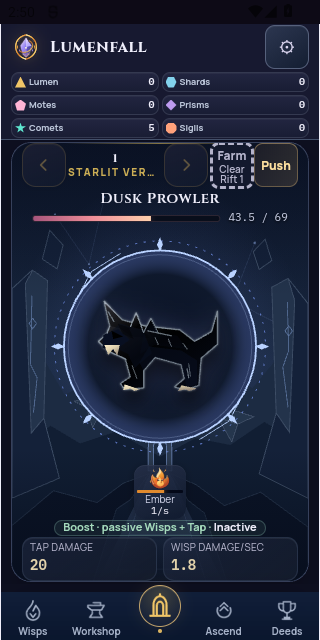 2:50
LUMENFALL
Lumen 0
Shards 0
Motes 0
Prisms 0
Comets 5
Sigils 0
1
STARLIT VER…
Farm
Clear
Rift 1
Push
DUSK PROWLER
43.5 / 69
Ember
1/s
Boost · passive Wisps + Tap · Inactive
TAP DAMAGE
20
WISP DAMAGE/SEC
1.8
Wisps
Workshop
Ascend
Deeds